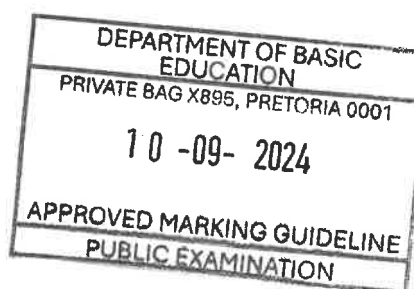 DEPARTMENT OF BASIC
EDUCATION
PRIVATE BAG X895, PRETORIA 0001
10 -09- 2024
APPROVED MARKING GUIDELINE
PUBLIC EXAMINATION